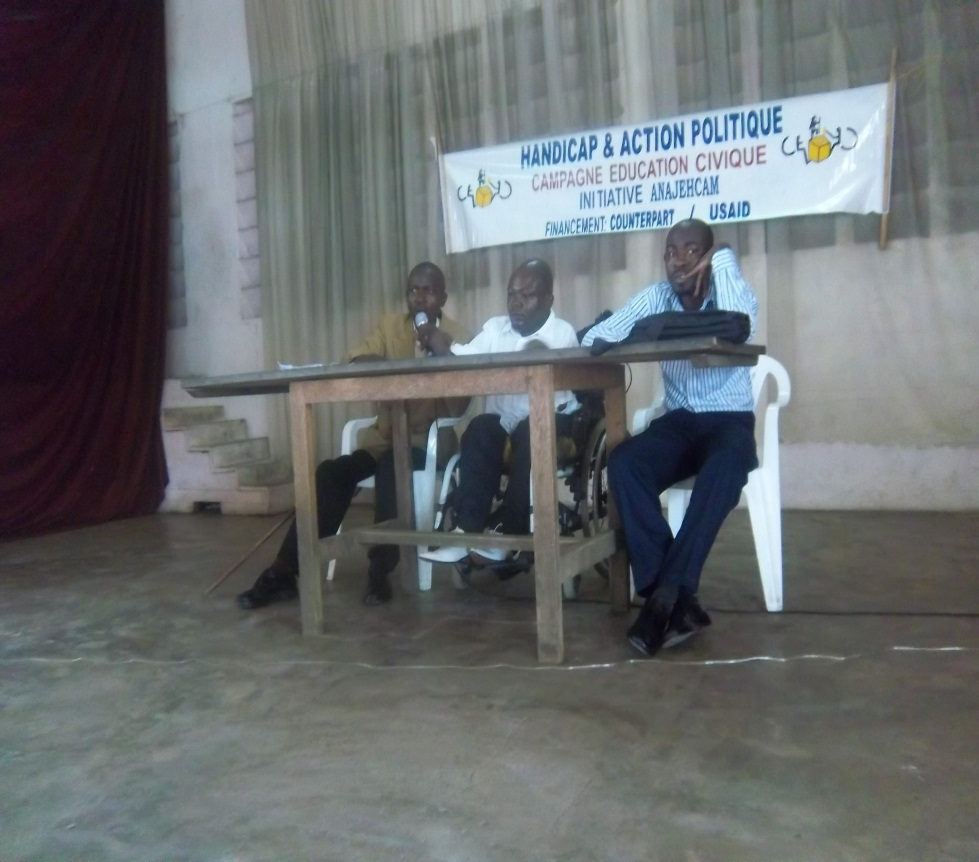 HANDICAP & ACTION POLITIQUE
CAMPAGNE EDUCATION CIVIQUE
INITIATIVE ANAJEHCAM
FINANCEMENT: COUNTERPART / USAID